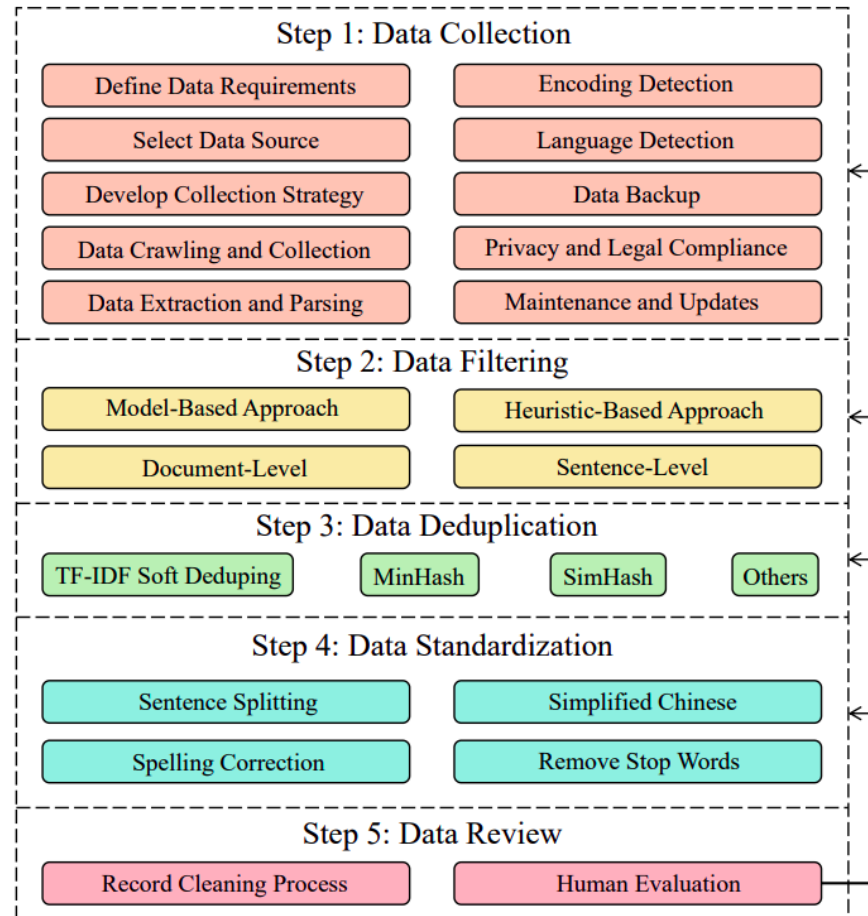 Step 1: Data Collection
Define Data Requirements
Encoding Detection
Select Data Source
Language Detection
Develop Collection Strategy
Data Backup
Data Crawling and Collection
Privacy and Legal Compliance
Data Extraction and Parsing
Maintenance and Updates
Step 2: Data Filtering
Model-Based Approach
Heuristic-Based Approach
Document-Level
Sentence-Level
Step 3: Data Deduplication
TF-IDF Soft Deduping
MinHash
SimHash
Others
Step 4: Data Standardization
Sentence Splitting
Simplified Chinese
Spelling Correction
Remove Stop Words
Step 5: Data Review
Record Cleaning Process
Human Evaluation